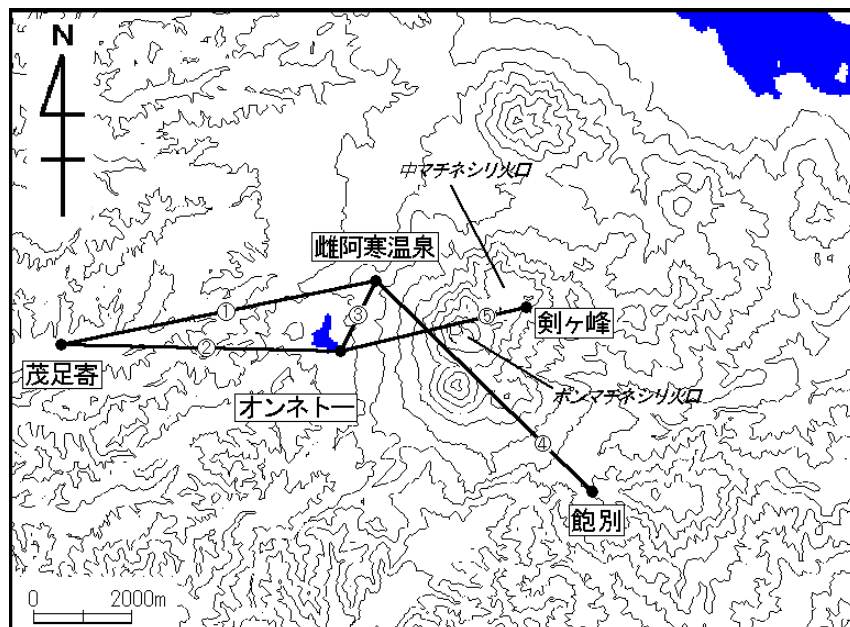 N
中マチネシリ火口
雌阿寒温泉
①
③
⑤
剣ヶ峰
②
茂足寄
オンネトー
ポンマチネシリ火口
④
飽別
0 2000m